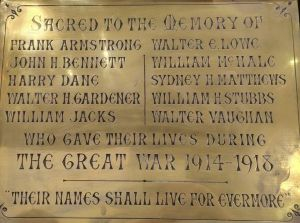 SACRED TO THE MEMORY OF
FRANK ARMSTRONG WALTER E. LOWE
JOHN H BENNETT WILLIAM MCHALE
HARRY DANE SYDNEY H MATTHEWS
WALTER H GARDENER WILLIAM H STUBBS
WILLIAM JACKS WALTER VAUGHAN
WHO GAVE THEIR LIVES DURING
THE GREAT WAR 1914-1918
"THEIR NAMES SHALL LIVE FOR EVERMORE"